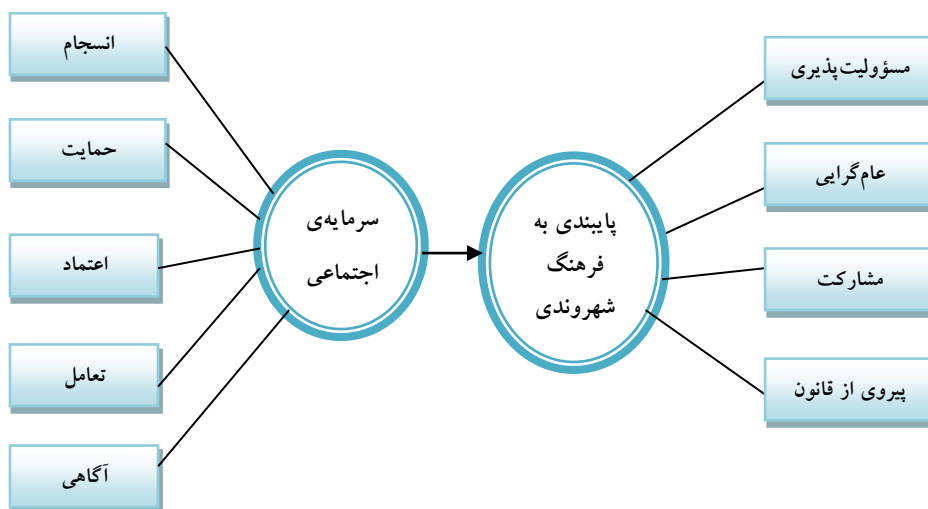 انسجام
حمایت
اعتماد
تعامل
آگاهی
سرمایه‌ی
اجتماعی
پایبندی به
فرهنگ
شهروندی
مسؤولیت‌پذیری
عام‌گرایی
مشارکت
پیروی از قانون